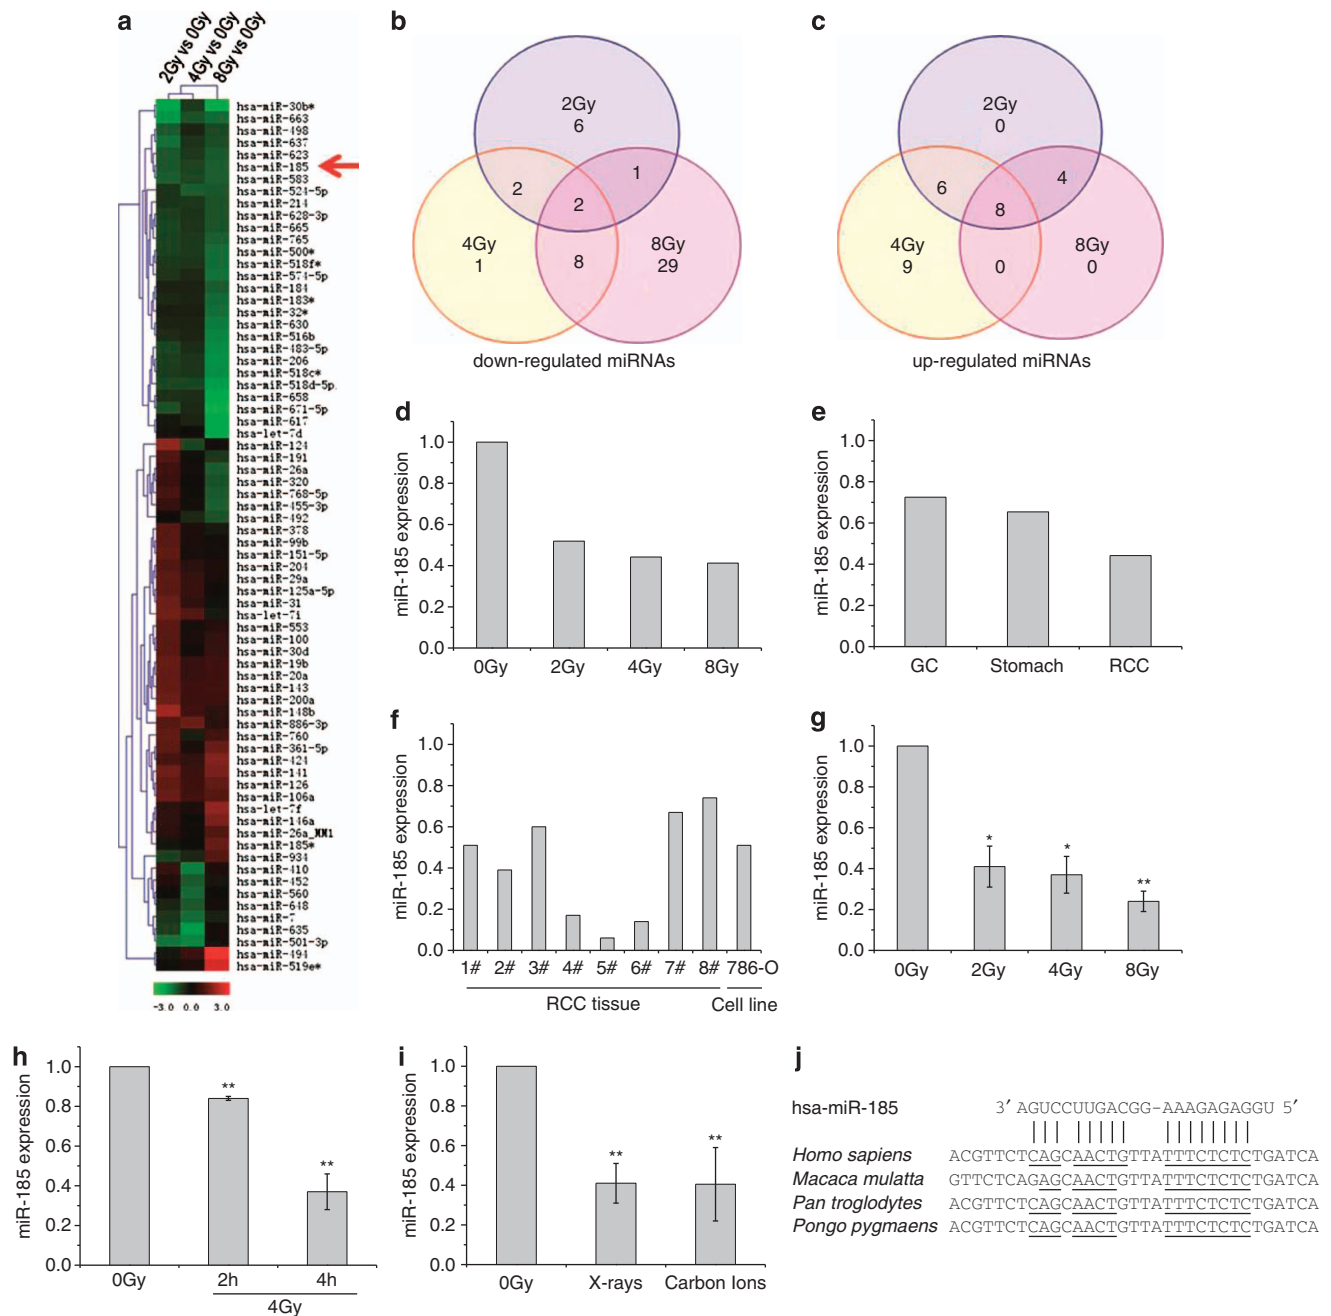 a
2Gy vs 0Gy
4Gy vs 0Gy
8Gy vs 0Gy
hsa-miR-30b*
hsa-miR-663
hsa-miR-498
hsa-miR-637
hsa-miR-623
hsa-miR-185
hsa-miR-583
hsa-miR-524-5p
hsa-miR-214
hsa-miR-628-3p
hsa-miR-665
hsa-miR-765
hsa-miR-500*
hsa-miR-518f*
hsa-miR-574-5p
hsa-miR-184
hsa-miR-183*
hsa-miR-32*
hsa-miR-630
hsa-miR-516b
hsa-miR-483-5p
hsa-miR-206
hsa-miR-518c*
hsa-miR-518d-5p
hsa-miR-658
hsa-miR-671-5p
hsa-miR-617
hsa-let-7d
hsa-miR-124
hsa-miR-191
hsa-miR-26a
hsa-miR-320
hsa-miR-768-5p
hsa-miR-455-3p
hsa-miR-492
hsa-miR-378
hsa-miR-99b
hsa-miR-151-5p
hsa-miR-204
hsa-miR-29a
hsa-miR-125a-5p
hsa-miR-31
hsa-let-7i
hsa-miR-553
hsa-miR-100
hsa-miR-30d
hsa-miR-19b
hsa-miR-20a
hsa-miR-143
hsa-miR-200a
hsa-miR-148b
hsa-miR-886-3p
hsa-miR-760
hsa-miR-361-5p
hsa-miR-424
hsa-miR-141
hsa-miR-126
hsa-miR-106a
hsa-let-7f
hsa-miR-146a
hsa-miR-26a_MM1
hsa-miR-185*
hsa-miR-934
hsa-miR-410
hsa-miR-452
hsa-miR-560
hsa-miR-648
hsa-miR-7
hsa-miR-635
hsa-miR-501-3p
hsa-miR-494
hsa-miR-519e*
-3.0 0.0 3.0
b
2Gy
6
2
1
2
4Gy
1
8
8Gy
29
down-regulated miRNAs
c
2Gy
0
6
4
8
4Gy
9
0
8Gy
0
up-regulated miRNAs
d
miR-185 expression
1.0
0.8
0.6
0.4
0.2
0.0
0Gy 2Gy 4Gy 8Gy
e
miR-185 expression
1.0
0.8
0.6
0.4
0.2
0.0
GC Stomach RCC
f
miR-185 expression
1.0
0.8
0.6
0.4
0.2
0.0
1# 2# 3# 4# 5# 6# 7# 8# 786-O
RCC tissue Cell line
g
miR-185 expression
1.0
0.8
0.6
0.4
0.2
0.0
* * **
0Gy 2Gy 4Gy 8Gy
h
miR-185 expression
1.0
0.8
0.6
0.4
0.2
0.0
** **
0Gy 2h 4h
4Gy
i
miR-185 expression
1.0
0.8
0.6
0.4
0.2
0.0
** **
0Gy X-rays Carbon Ions
j
hsa-miR-185 3′ AGUCCUUGACGG-AAAGAGAGGU 5′
Homo sapiens ACGTTCTCAGCAACTGTTATTTCTCTCTGATCA
Macaca mulatta GTTCTCAGAGCAACTGTTATTTCTCTCTGATCA
Pan troglodytes ACGTTCTCAGCAACTGTTATTTCTCTCTGATCA
Pongo pygmaens ACGTTCTCAGCAACTGTTATTTCTCTCTGATCA